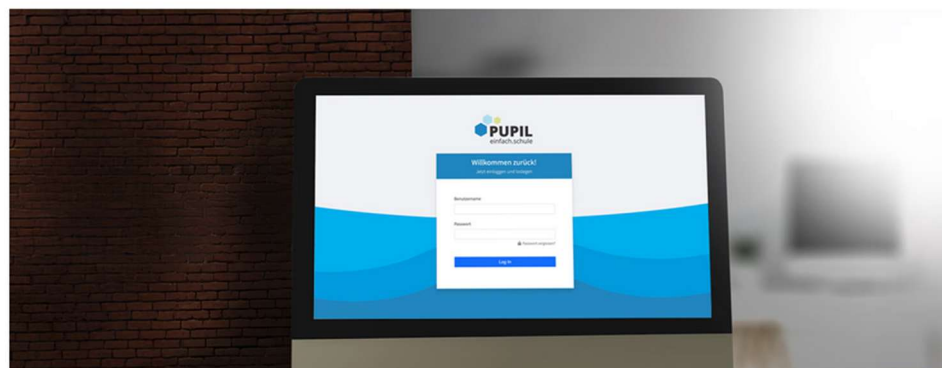 PUPIL
einfach.schule
Willkommen zurück!
Jetzt einloggen und loslegen
Benutzername
Passwort
Passwort vergessen?
Log in